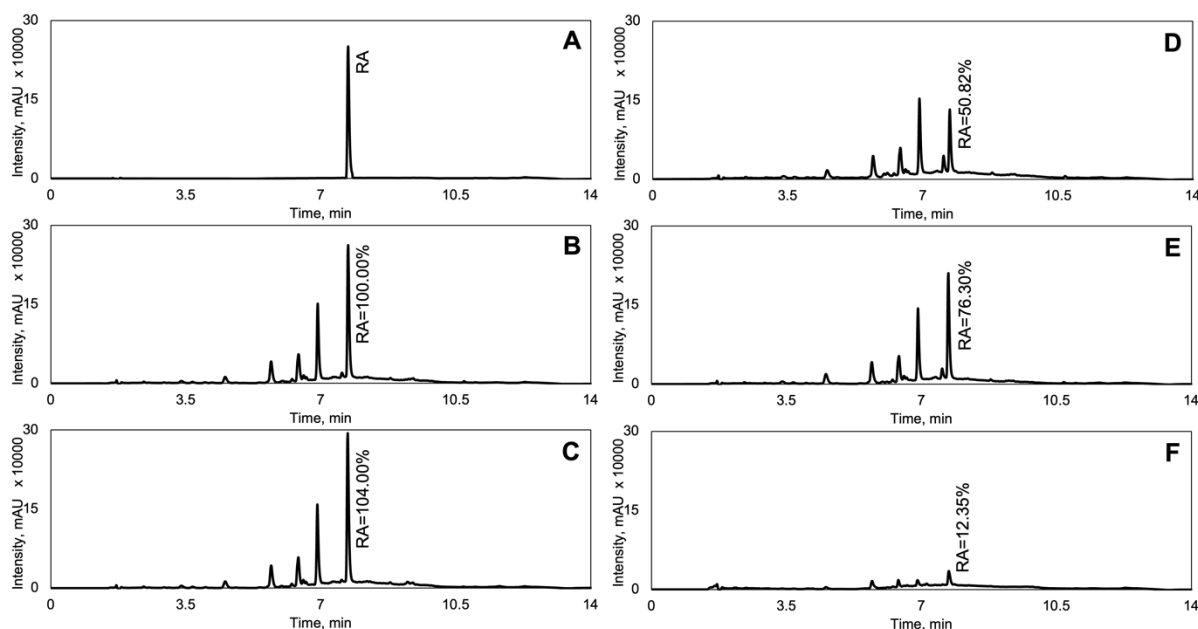 Intensity, mAU x 10000
30
15
0
A
RA
0 3.5 7 10.5 14
Time, min
Intensity, mAU x 10000
30
15
0
B
RA=100.00%
0 3.5 7 10.5 14
Time, min
Intensity, mAU x 10000
30
15
0
C
RA=104.00%
0 3.5 7 10.5 14
Time, min
Intensity, mAU x 10000
30
15
0
D
RA=50.82%
0 3.5 7 10.5 14
Time, min
Intensity, mAU x 10000
30
15
0
E
RA=76.30%
0 3.5 7 10.5 14
Time, min
Intensity, mAU x 10000
30
15
0
F
RA=12.35%
0 3.5 7 10.5 14
Time, min